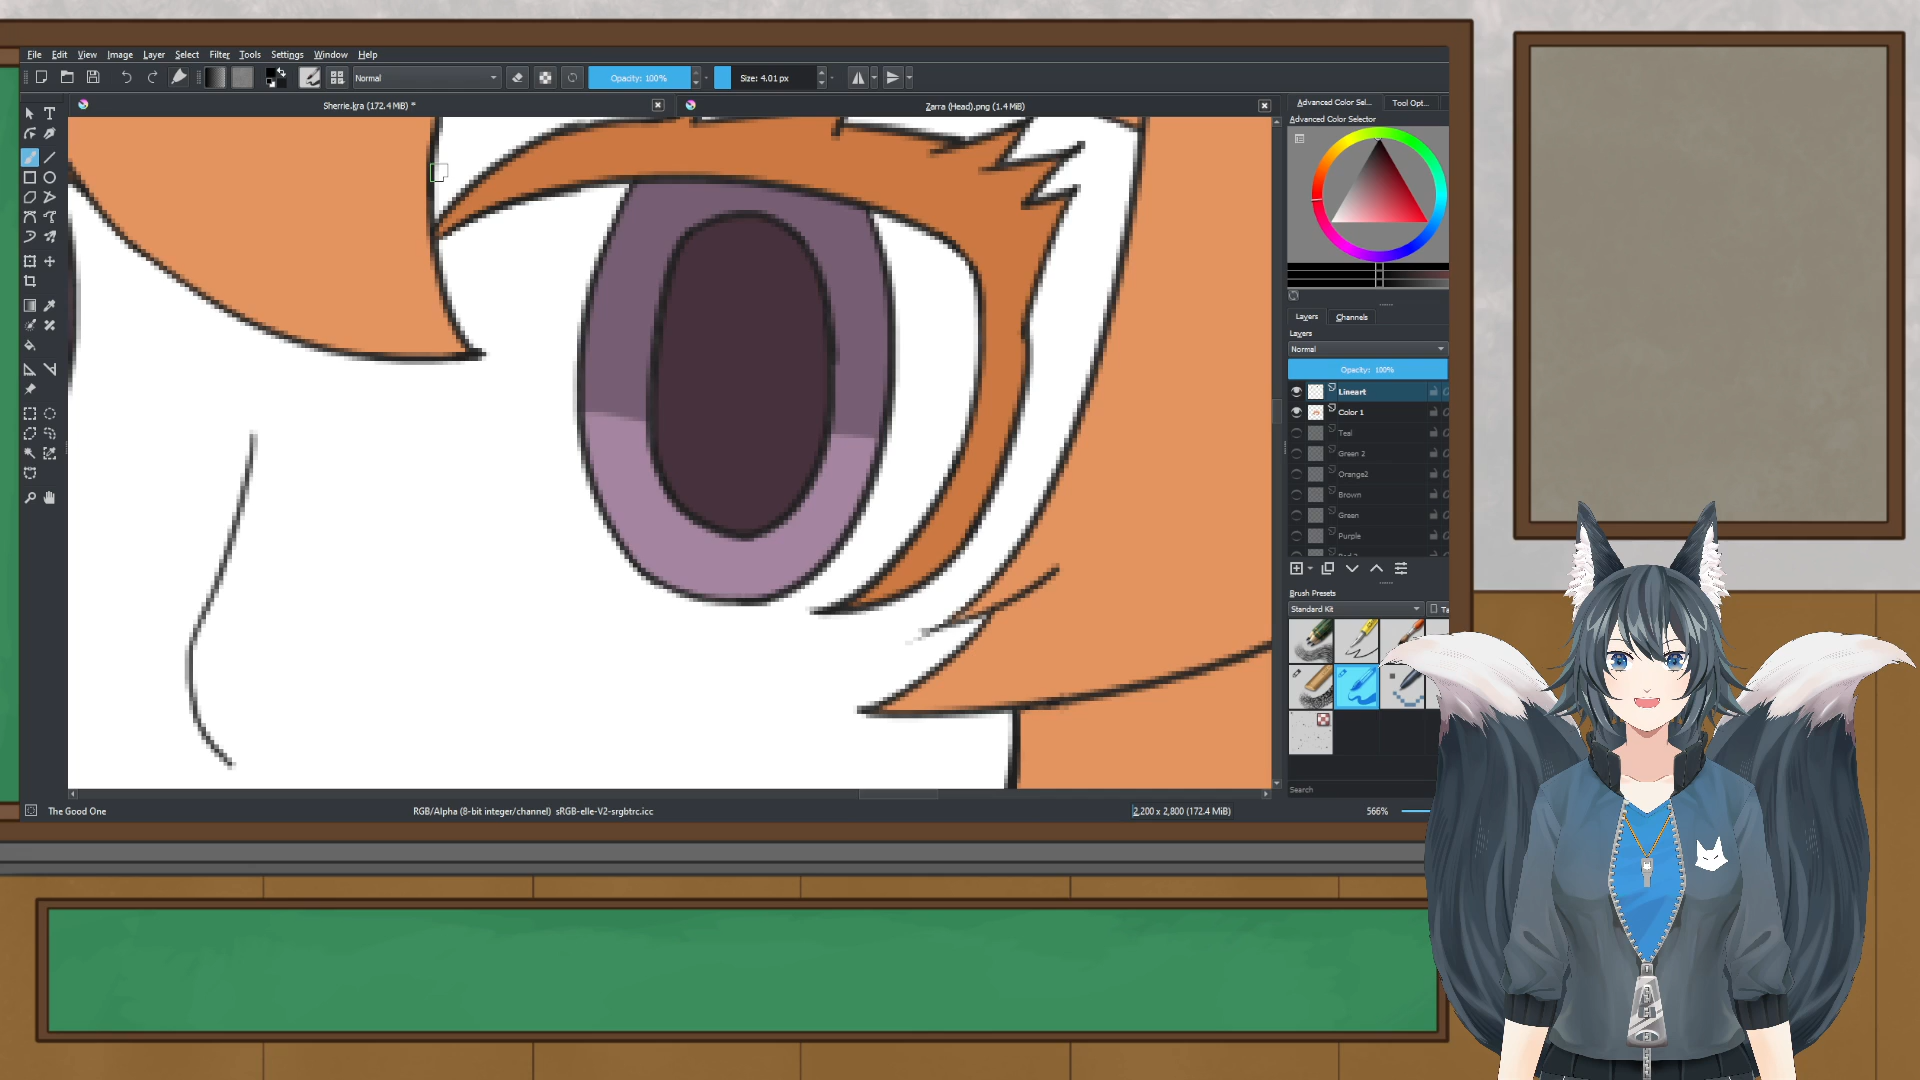 File Edit View Image Layer Select Filter Tools Settings Window Help
Normal Opacity: 100% Size: 4.01 px
Sherrie.kra (172.4 MiB) * Zarra (Head).png (1.4 MiB)
Advanced Color Sel... Tool Opt...
Advanced Color Selector
Layers Channels
Layers
Normal
Opacity: 100%
Lineart
Color 1
Teal
Green 2
Orange2
Brown
Green
Purple
Brush Presets
Standard Kit Ta
Search
The Good One RGB/Alpha (8-bit integer/channel) sRGB-elle-V2-srgbtrc.icc 2,200 x 2,800 (172.4 MiB) 566%